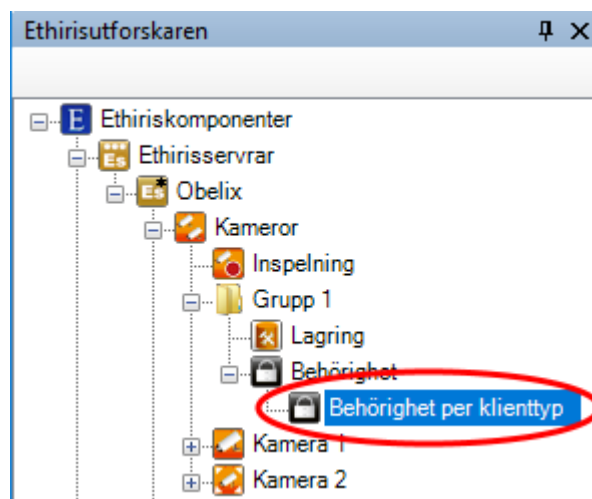 Ethirisutforskaren
Ethiriskomponenter
Ethirisservrar
Obelix
Kameror
Inspelning
Grupp 1
Lagring
Behörighet
Behörighet per klienttyp
Kamera 1
Kamera 2